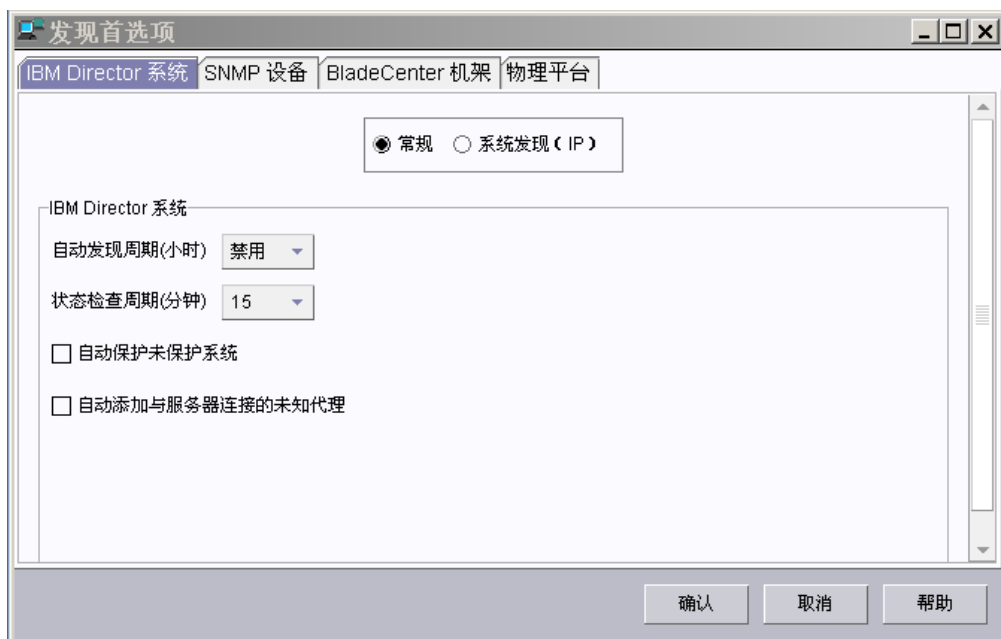 发现首选项
IBM Director 系统 SNMP 设备 BladeCenter 机架 物理平台
常规 系统发现（IP）
IBM Director 系统
自动发现周期(小时) 禁用
状态检查周期(分钟) 15
自动保护未保护系统
自动添加与服务器连接的未知代理
确认 取消 帮助